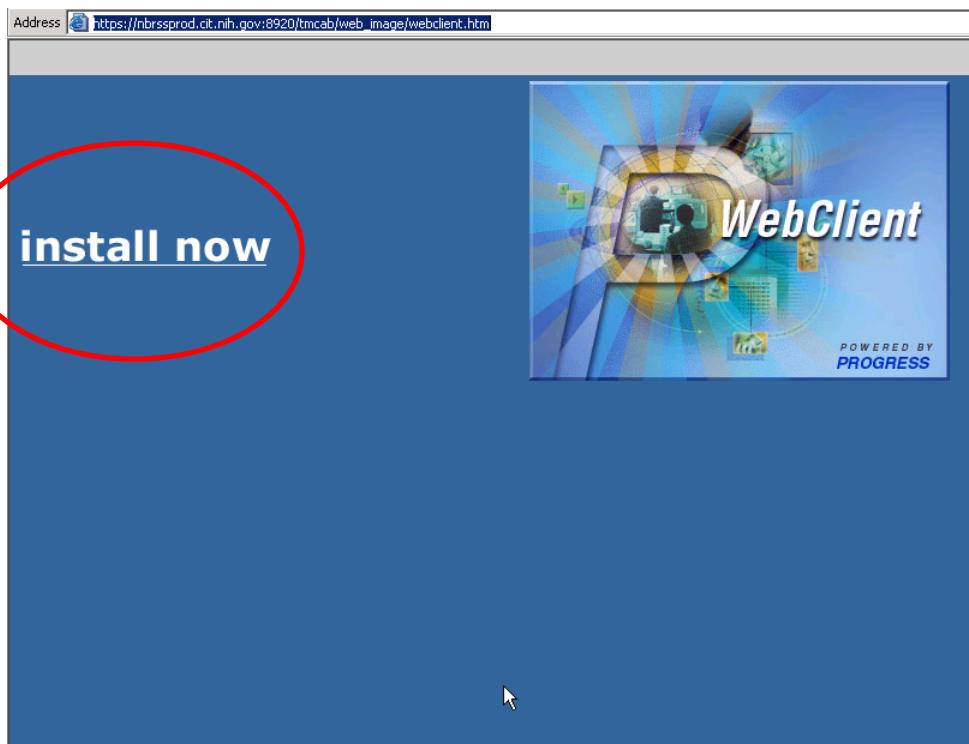 Address https://nbrssprod.cit.nih.gov:8920/tmcab/web_image/webclient.htm
install now
WebClient
POWERED BY
PROGRESS